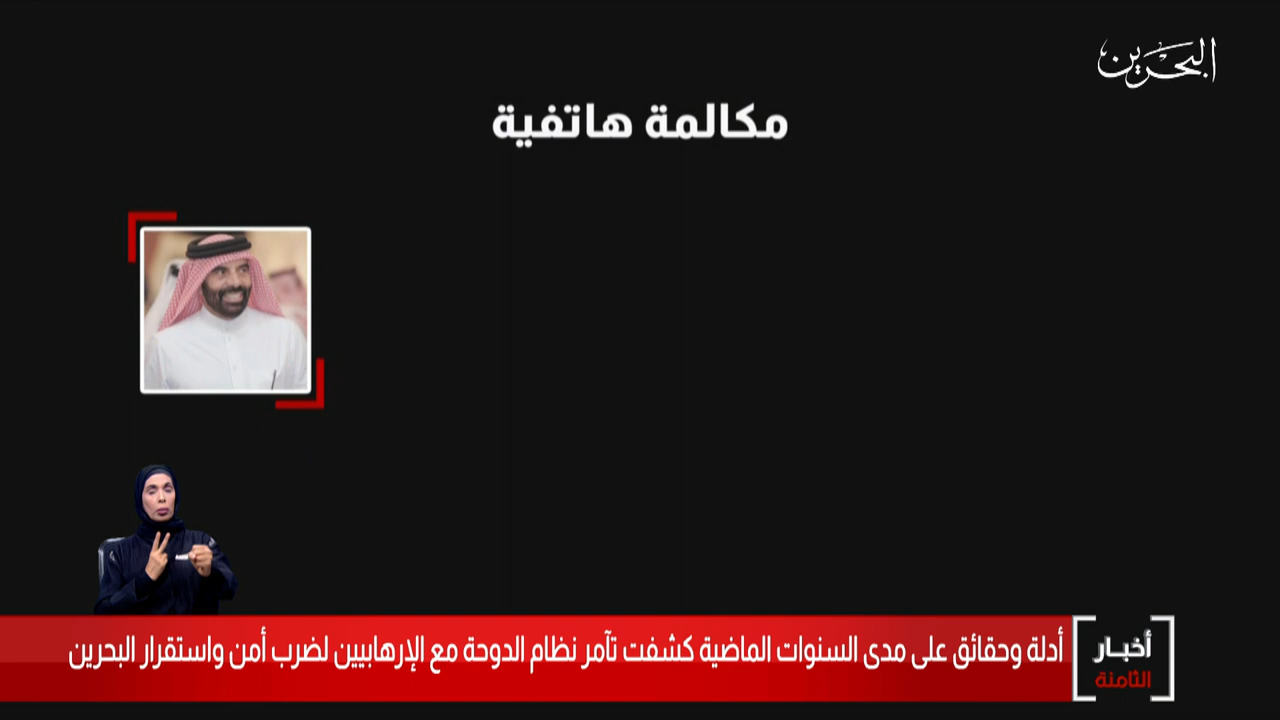 البحرين
مكالمة هاتفية
أدلة وحقائق على مدى السنوات الماضية كشفت تآمر نظام الدوحة مع الإرهابيين لضرب أمن واستقرار البحرين
أخبار
الثامنة